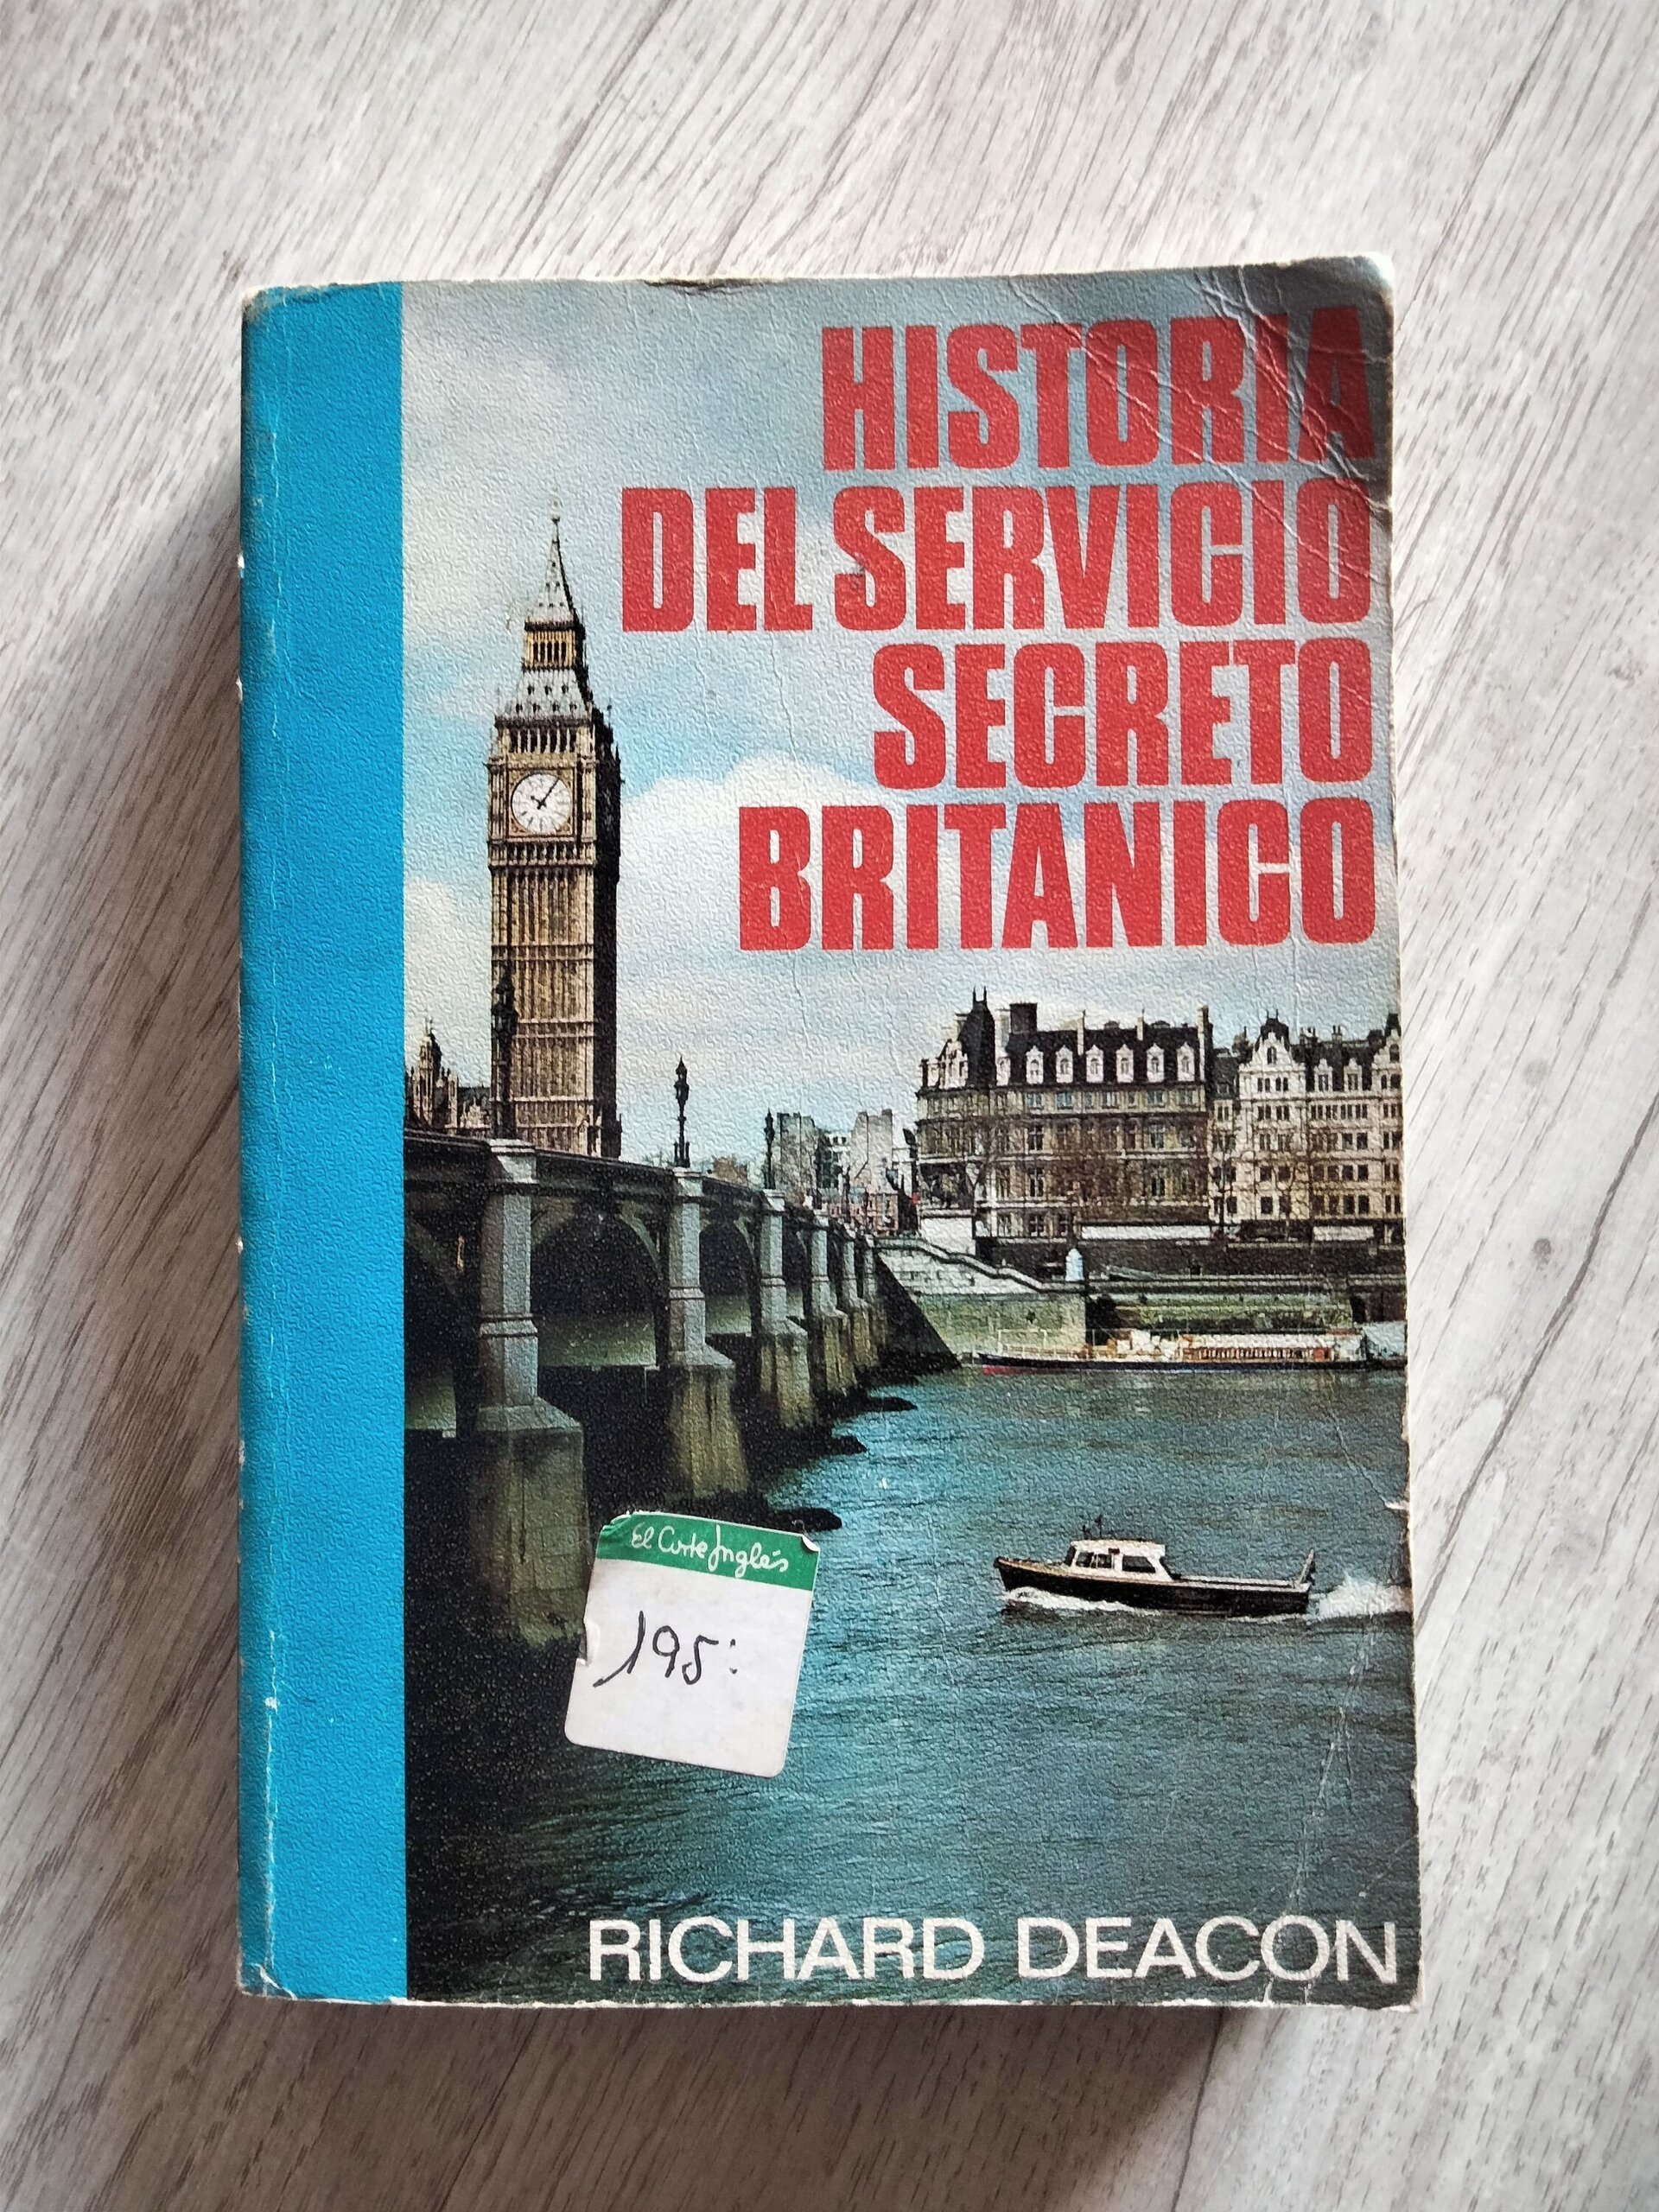 HISTORIA
DEL SERVICIO
SECRETO
BRITANICO
El Corte Inglés
195:
RICHARD DEACON